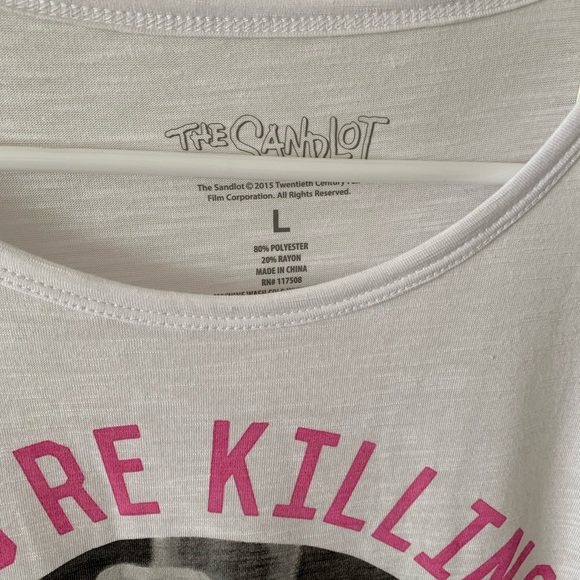 THE SANDLOT
The Sandlot © 2015 Twentieth Century
Film Corporation. All Rights Reserved.
L
80% POLYESTER
20% RAYON
MADE IN CHINA
RN# 117508
RE KILLING